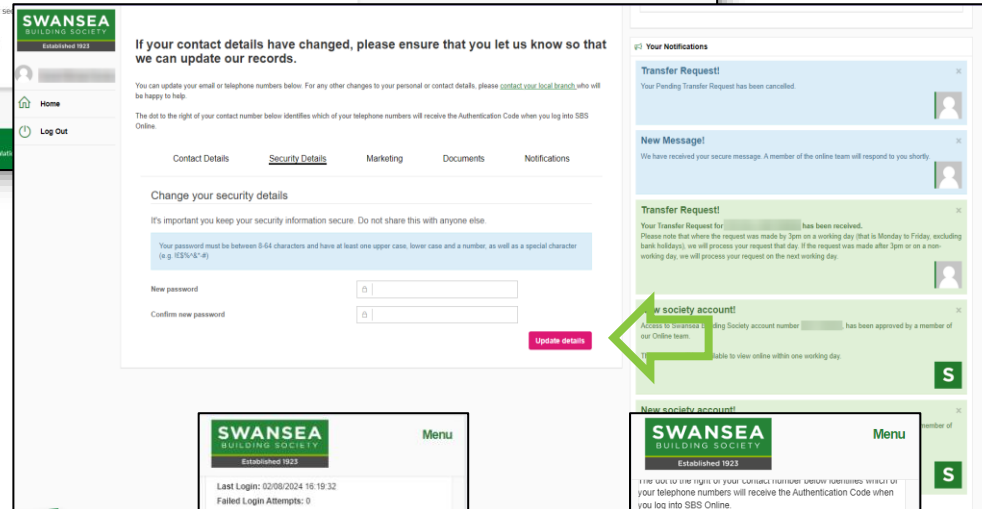 SWANSEA
BUILDING SOCIETY
Established 1923
Home
Log Out
If your contact details have changed, please ensure that you let us know so that
we can update our records.
You can update your email or telephone numbers below. For any other changes to your personal or contact details, please contact your local branch who will
be happy to help.
The dot to the right of your contact number below identifies which of your telephone numbers will receive the Authentication Code when you log into SBS
Online.
Contact Details Security Details Marketing Documents Notifications
Change your security details
It's important you keep your security information secure. Do not share this with anyone else.
Your password must be between 8-64 characters and have at least one upper case, lower case and a number, as well as a special character
(e.g. !£$%^&*-#)
New password
Confirm new password
Update details
Your Notifications
Transfer Request!
Your Pending Transfer Request has been cancelled.
New Message!
We have received your secure message. A member of the online team will respond to you shortly.
Transfer Request!
Your Transfer Request for has been received.
Please note that where the request was made by 3pm on a working day (that is Monday to Friday, excluding
bank holidays), we will process your request that day. If the request was made after 3pm or on a non-
working day, we will process your request on the next working day.
society account!
Access to Swansea Building Society account number , has been approved by a member of
our Online team.
available to view online within one working day.
S
New society account!
member of
S
SWANSEA
BUILDING SOCIETY
Established 1923
Menu
Last Login: 02/08/2024 16:19:32
Failed Login Attempts: 0
SWANSEA
BUILDING SOCIETY
Established 1923
Menu
The dot to the right of your contact number below identifies which of
your telephone numbers will receive the Authentication Code when
you log into SBS Online.